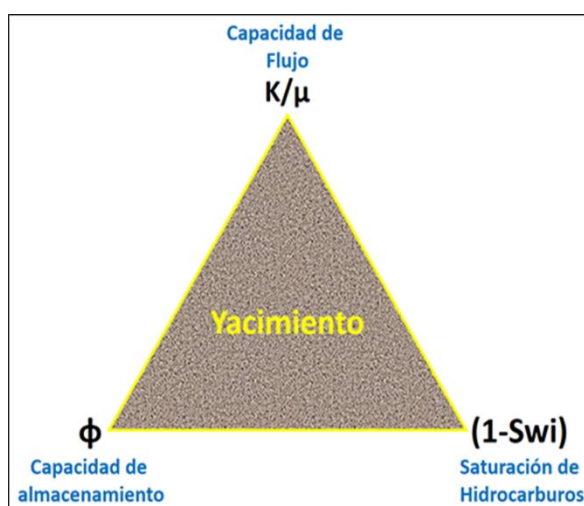 Capacidad de
Flujo
K/μ
Yacimiento
ϕ
(1-Swi)
Capacidad de
almacenamiento
Saturación de
Hidrocarburos